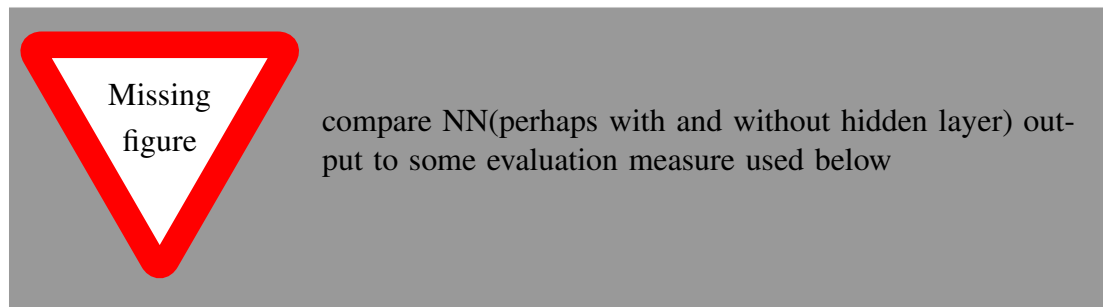 Missing
figure
compare NN(perhaps with and without hidden layer) out-
put to some evaluation measure used below